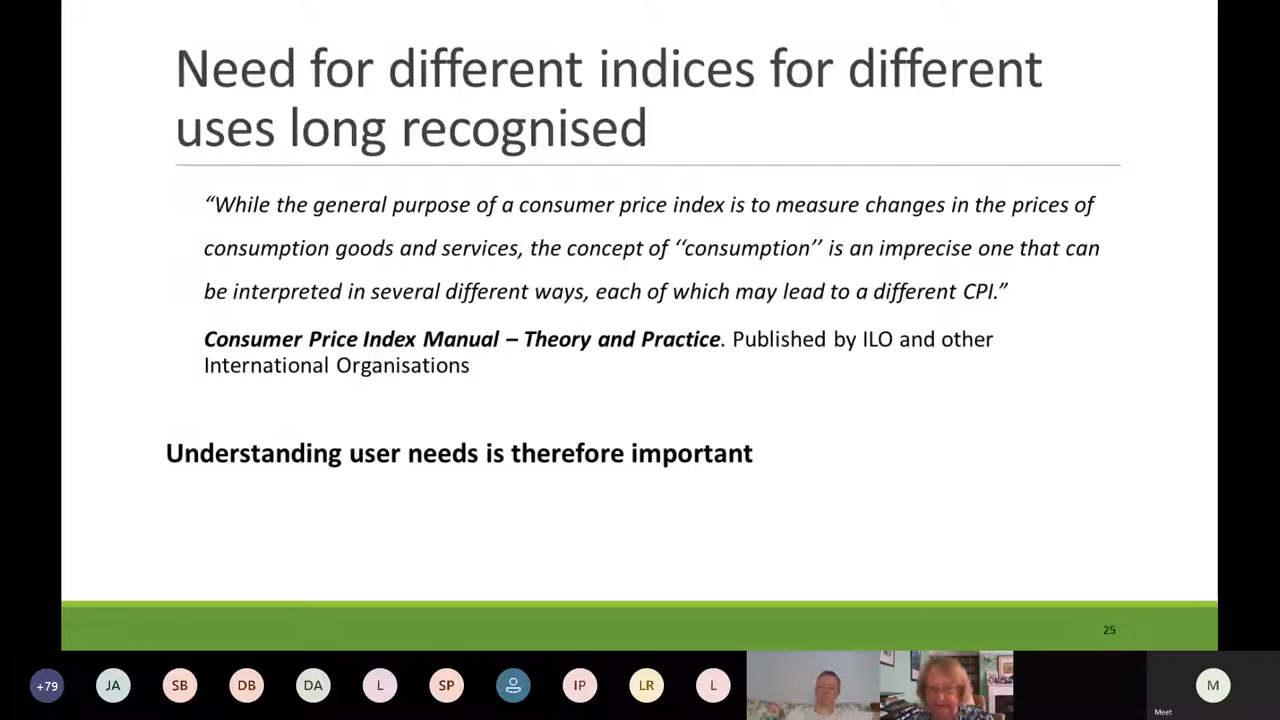 Need for different indices for different
uses long recognised
“While the general purpose of a consumer price index is to measure changes in the prices of
consumption goods and services, the concept of ‘‘consumption’’ is an imprecise one that can
be interpreted in several different ways, each of which may lead to a different CPI.”
Consumer Price Index Manual – Theory and Practice. Published by ILO and other
International Organisations
Understanding user needs is therefore important
25
+79 JA SB DB DA L SP IP LR L M
Meet